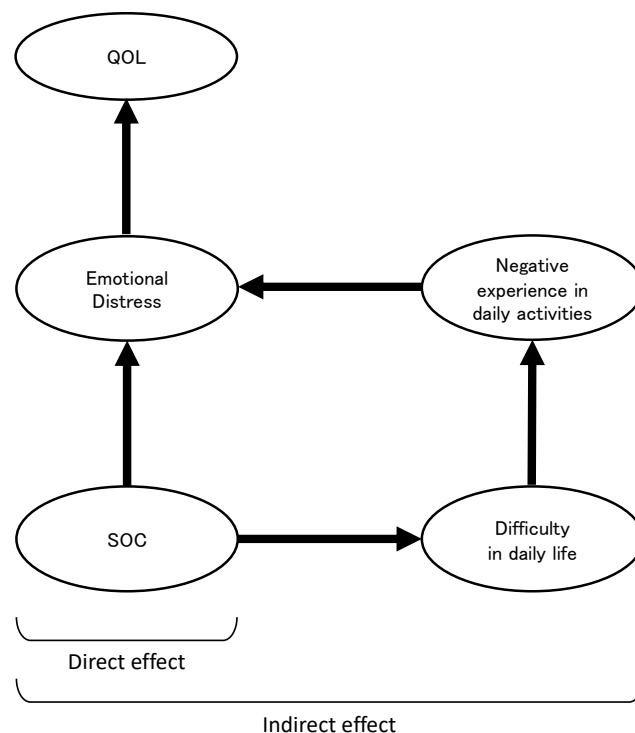 QOL
Emotional
Distress
Negative
experience in
daily activities
SOC
Difficulty
in daily life
Direct effect
Indirect effect